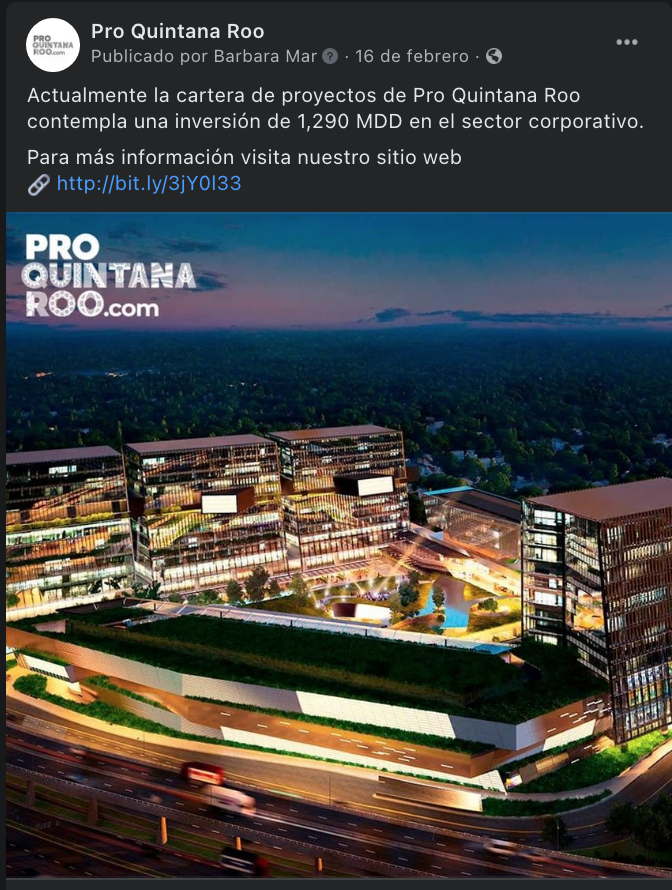 PRO
QUINTANA
ROO.com
Pro Quintana Roo
Publicado por Barbara Mar ? · 16 de febrero ·
Actualmente la cartera de proyectos de Pro Quintana Roo
contempla una inversión de 1,290 MDD en el sector corporativo.
Para más información visita nuestro sitio web
http://bit.ly/3jY0l33
PRO
QUINTANA
ROO.com